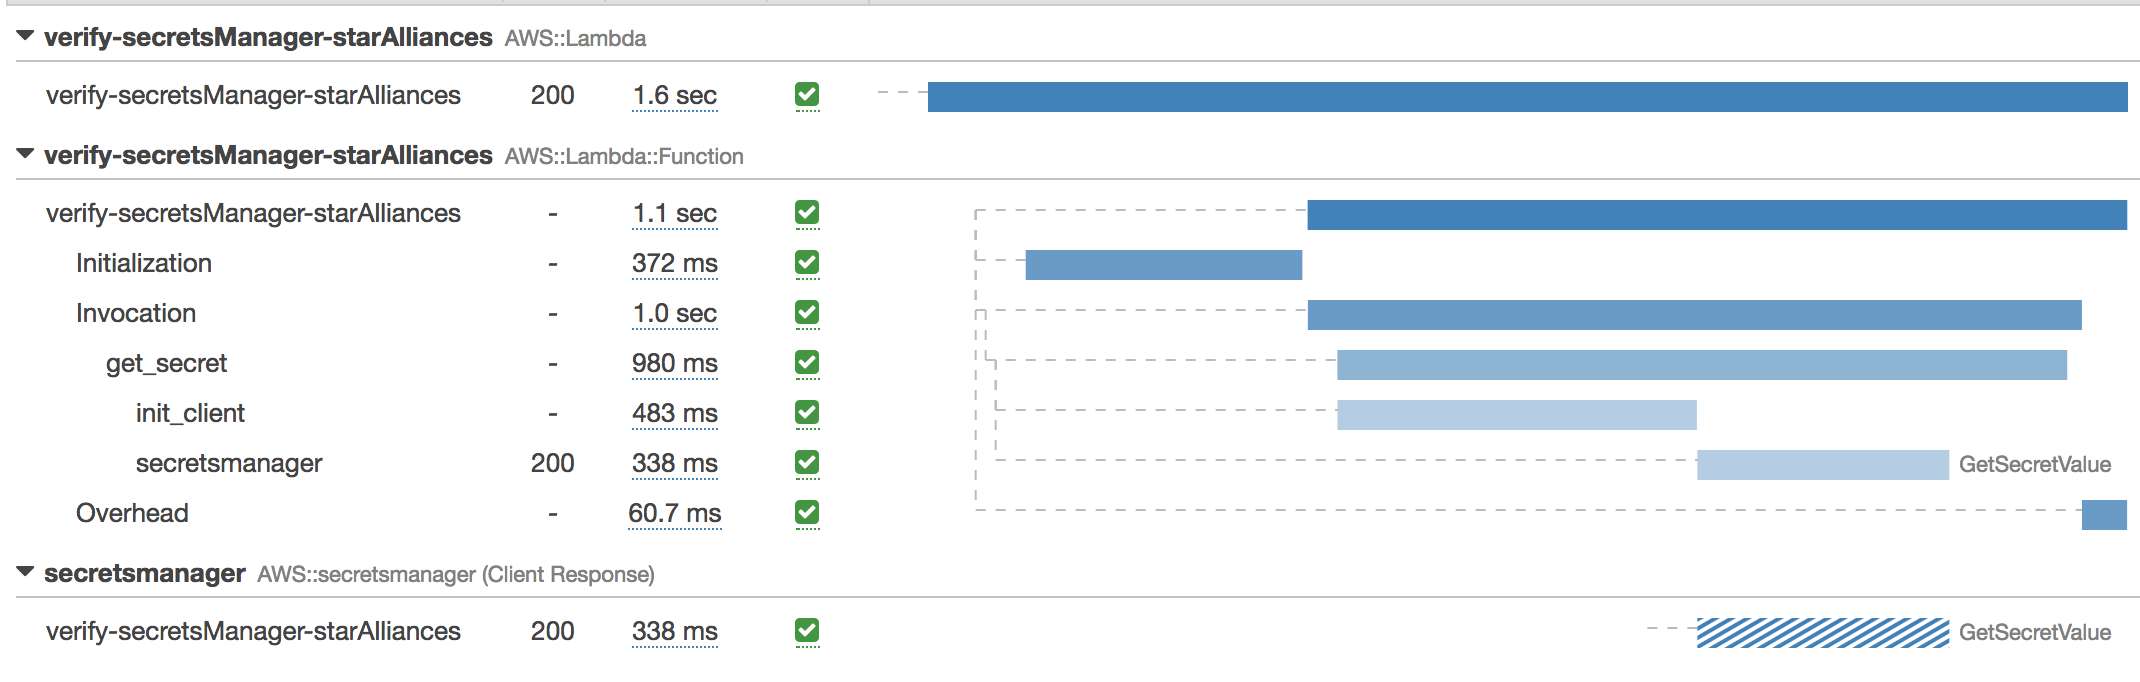 verify-secretsManager-starAlliances AWS::Lambda
verify-secretsManager-starAlliances 200 1.6 sec
verify-secretsManager-starAlliances AWS::Lambda::Function
verify-secretsManager-starAlliances - 1.1 sec
Initialization - 372 ms
Invocation - 1.0 sec
get_secret - 980 ms
init_client - 483 ms
secretsmanager 200 338 ms GetSecretValue
Overhead - 60.7 ms
secretsmanager AWS::secretsmanager (Client Response)
verify-secretsManager-starAlliances 200 338 ms GetSecretValue